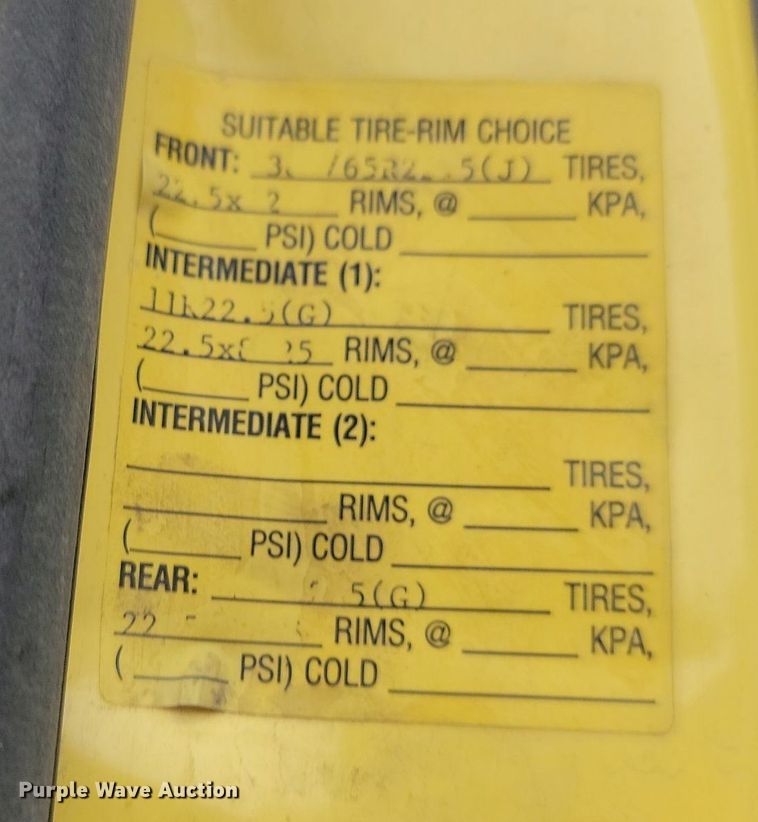 SUITABLE TIRE-RIM CHOICE
FRONT: TIRES,
RIMS, @ KPA,
( PSI) COLD
INTERMEDIATE (1):
11R22.5(G) TIRES,
RIMS, @ KPA,
( PSI) COLD
INTERMEDIATE (2):
TIRES,
RIMS, @ KPA,
( PSI) COLD
REAR: TIRES,
RIMS, @ KPA,
( PSI) COLD
Purple Wave Auction